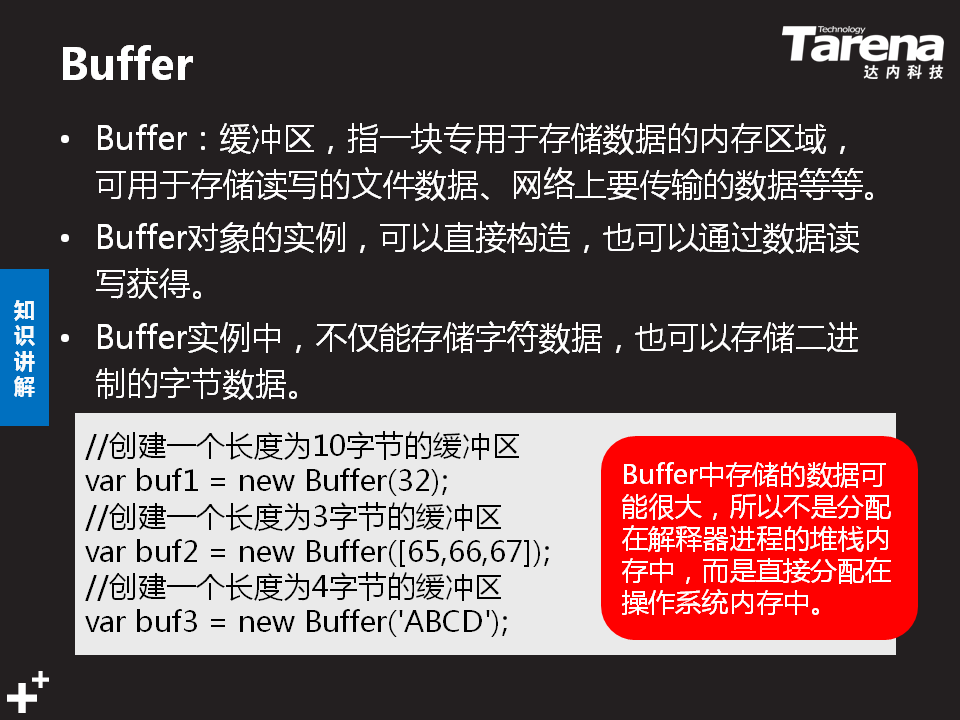 Buffer
Technology
Tarena
达内科技
• Buffer：缓冲区，指一块专用于存储数据的内存区域，
可用于存储读写的文件数据、网络上要传输的数据等等。
• Buffer对象的实例，可以直接构造，也可以通过数据读
写获得。
• Buffer实例中，不仅能存储字符数据，也可以存储二进
制的字节数据。
知识讲解
//创建一个长度为10字节的缓冲区
var buf1 = new Buffer(32);
//创建一个长度为3字节的缓冲区
var buf2 = new Buffer([65,66,67]);
//创建一个长度为4字节的缓冲区
var buf3 = new Buffer('ABCD');
Buffer中存储的数据可
能很大，所以不是分配
在解释器进程的堆栈内
存中，而是直接分配在
操作系统内存中。